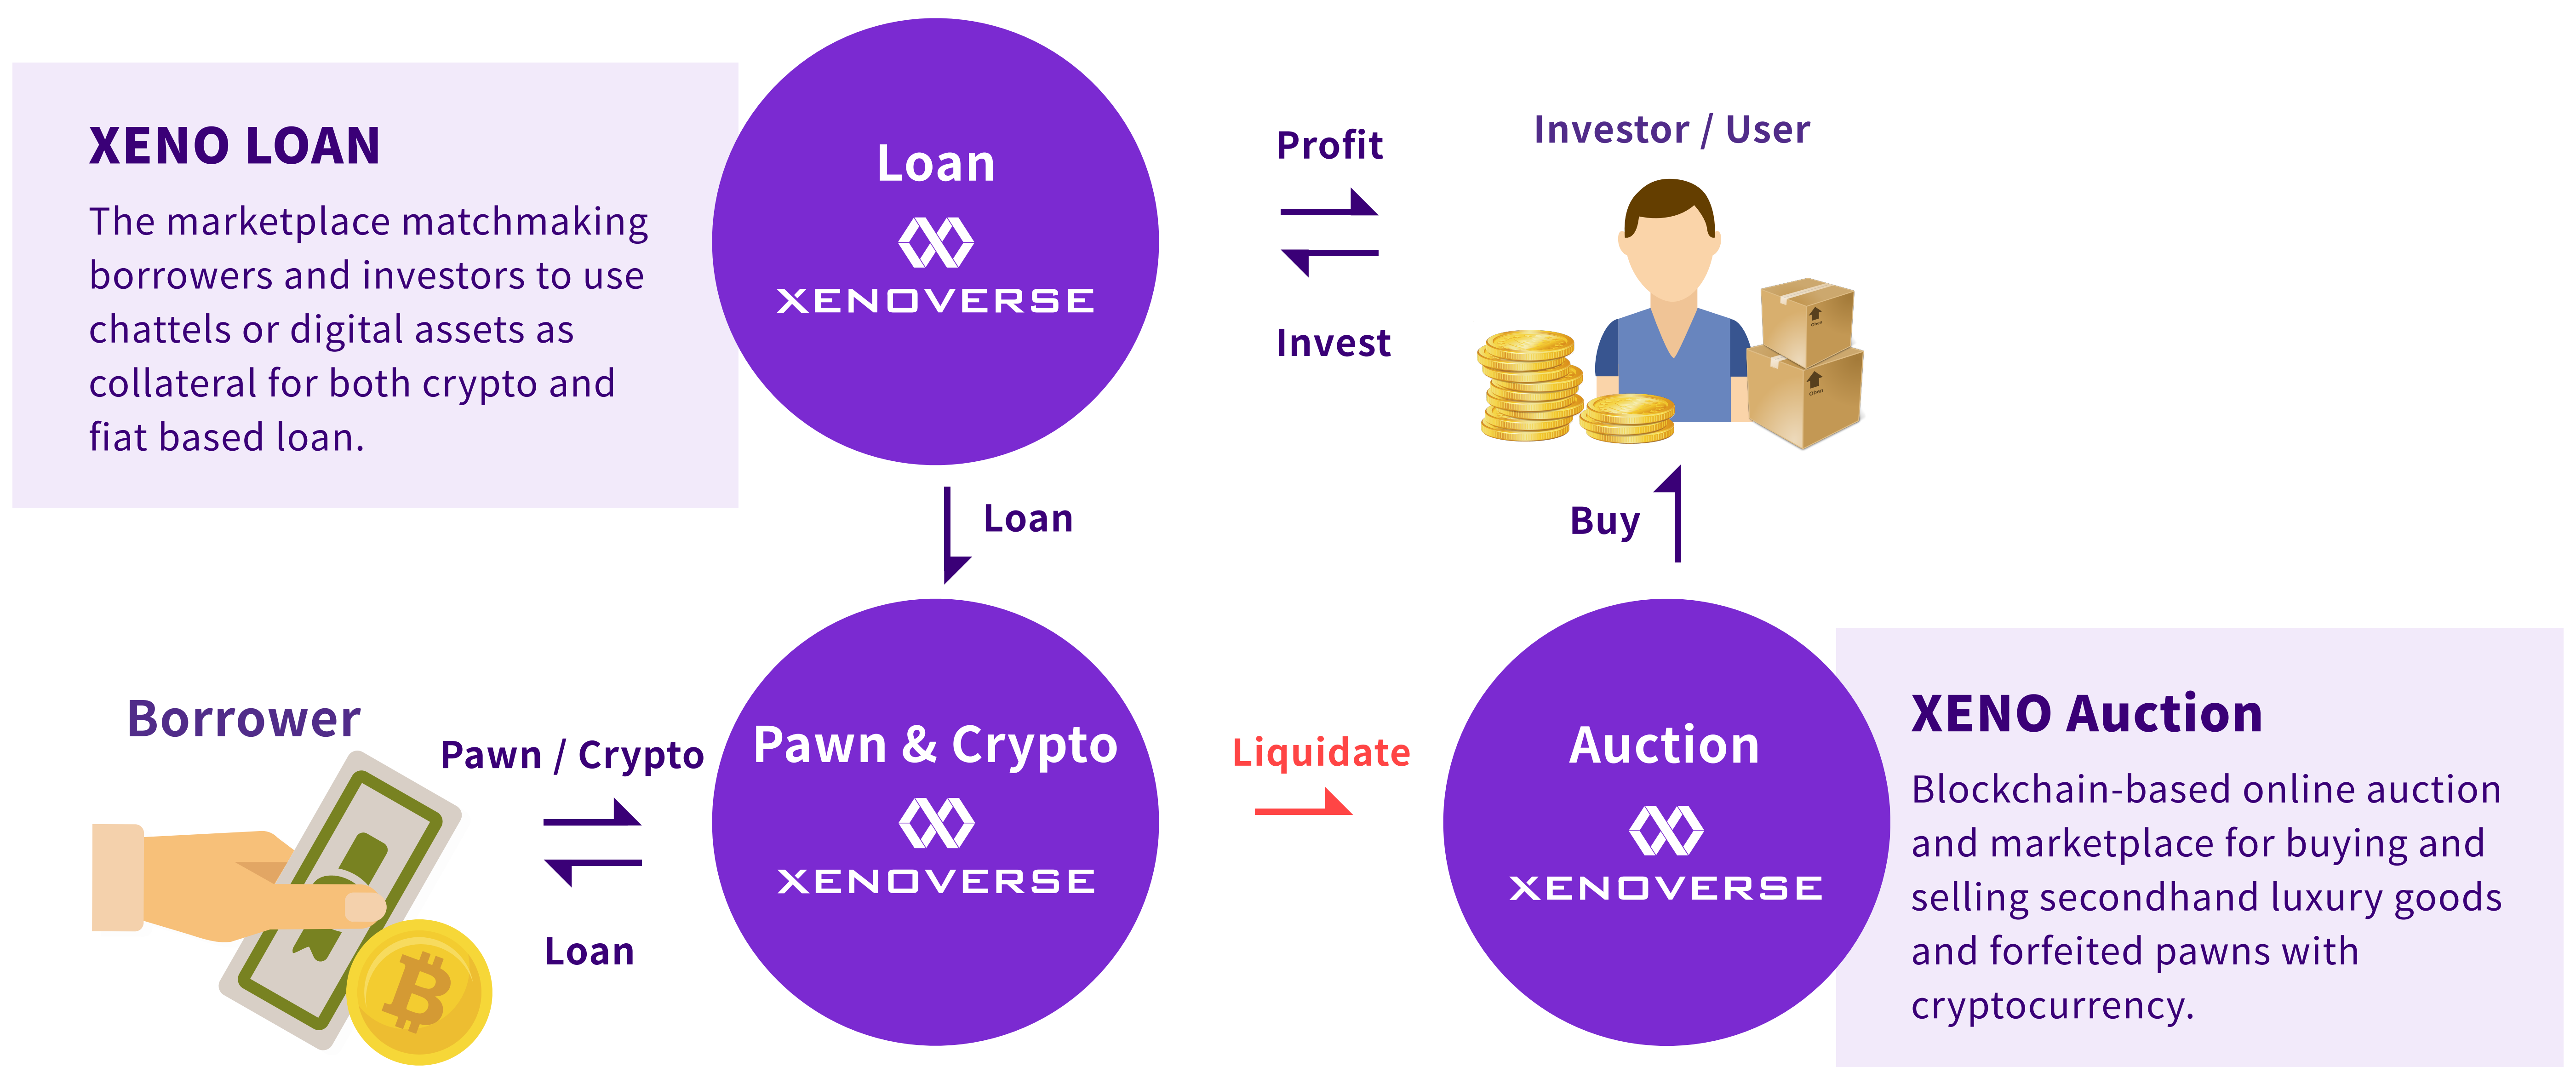 XENO LOAN
The marketplace matchmaking
borrowers and investors to use
chattels or digital assets as
collateral for both crypto and
fiat based loan.
Loan
XENOVERSE
Profit
Invest
Investor / User
Others
Others
Loan
Buy
Borrower
Pawn / Crypto
Loan
Pawn & Crypto
XENOVERSE
Liquidate
Auction
XENOVERSE
XENO Auction
Blockchain-based online auction
and marketplace for buying and
selling secondhand luxury goods
and forfeited pawns with
cryptocurrency.